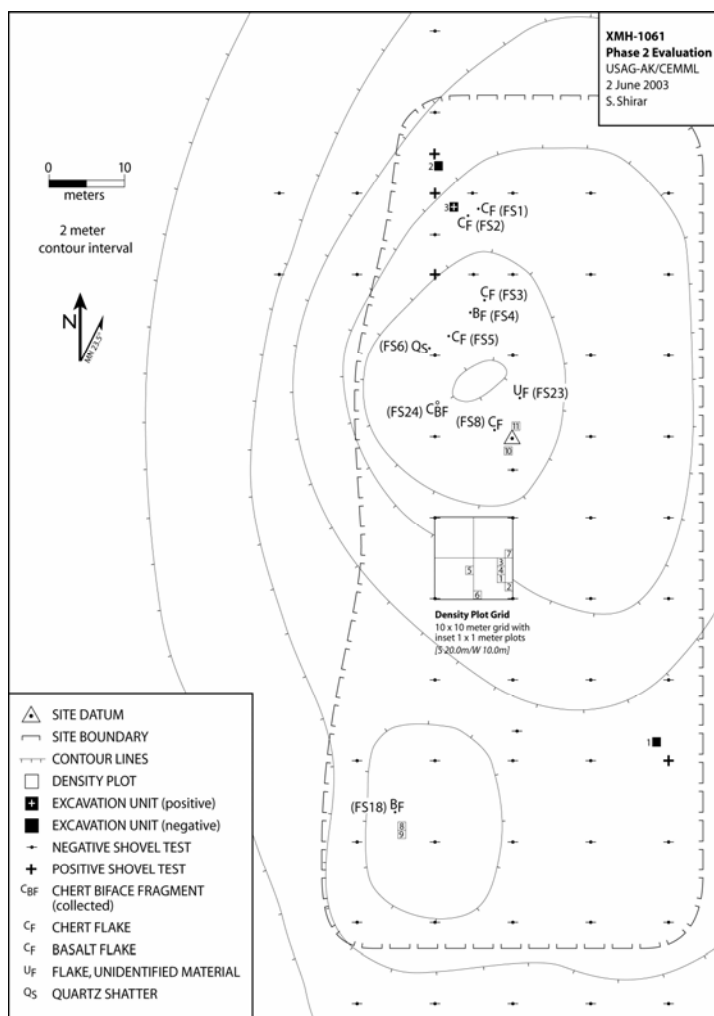 XMH-1061
Phase 2 Evaluation
USAG-AK/CEMML
2 June 2003
S. Shirar
0 10
meters
2 meter
contour interval
N
MN 23.5°
2
3
CF (FS1)
CF (FS2)
CF (FS3)
BF (FS4)
CF (FS5)
(FS6) QS
UF (FS23)
(FS24) CBF
(FS8) CF
11
10
7
3
5 4
1
2
6
Density Plot Grid
10 x 10 meter grid with
inset 1 x 1 meter plots
[S 20.0m/W 10.0m]
1
(FS18) BF
8
9
SITE DATUM
SITE BOUNDARY
CONTOUR LINES
DENSITY PLOT
EXCAVATION UNIT (positive)
EXCAVATION UNIT (negative)
NEGATIVE SHOVEL TEST
POSITIVE SHOVEL TEST
CBF CHERT BIFACE FRAGMENT
(collected)
CF CHERT FLAKE
CF BASALT FLAKE
UF FLAKE, UNIDENTIFIED MATERIAL
QS QUARTZ SHATTER